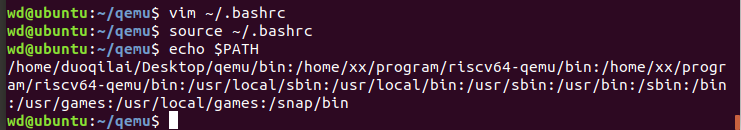 wd@ubuntu:~/qemu$ vim ~/.bashrc
wd@ubuntu:~/qemu$ source ~/.bashrc
wd@ubuntu:~/qemu$ echo $PATH
/home/duoqilai/Desktop/qemu/bin:/home/xx/program/riscv64-qemu/bin:/home/xx/progr
am/riscv64-qemu/bin:/usr/local/sbin:/usr/local/bin:/usr/sbin:/usr/bin:/sbin:/bin
:/usr/games:/usr/local/games:/snap/bin
wd@ubuntu:~/qemu$